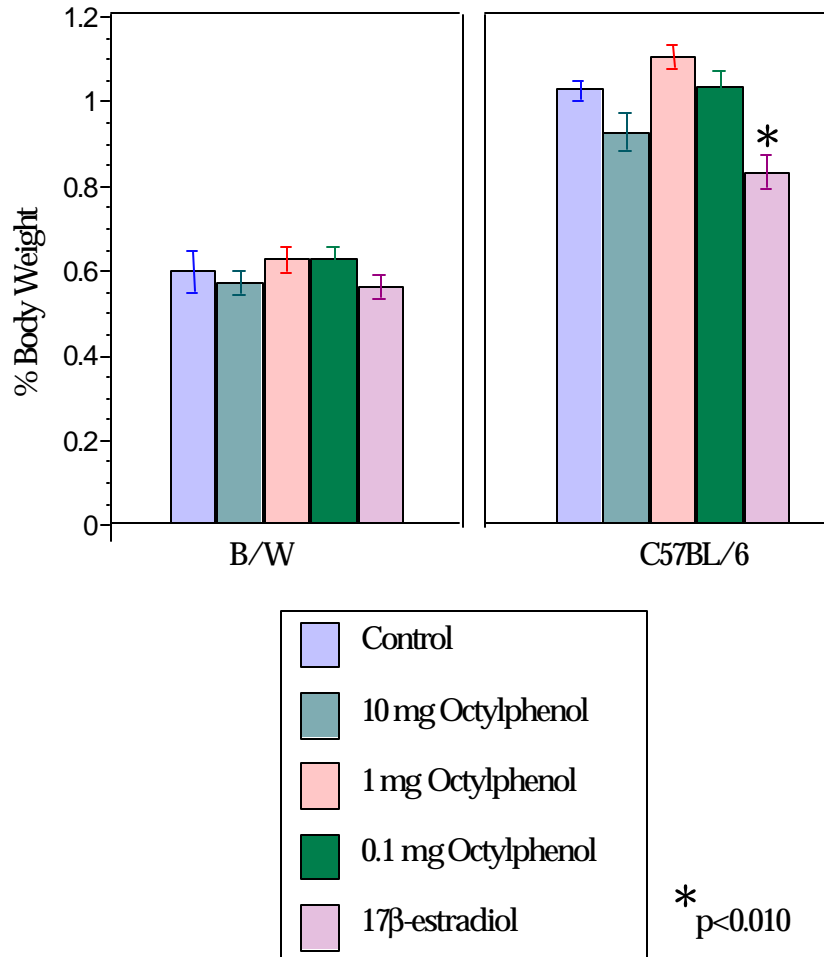 % Body Weight
1.2
1
0.8
0.6
0.4
0.2
0
*
B/W
C57BL/6
Control
10 mg Octylphenol
1 mg Octylphenol
0.1 mg Octylphenol
17β-estradiol
*p<0.010